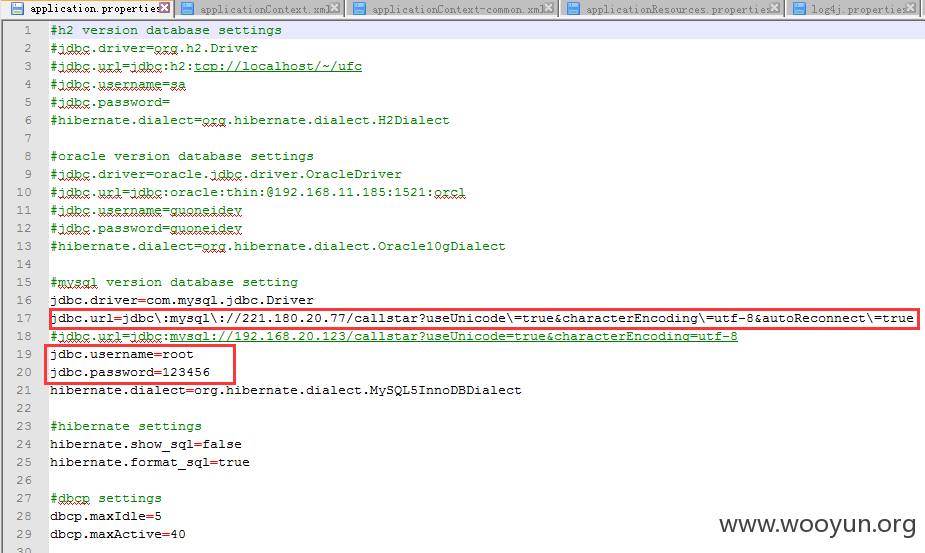 application.properties applicationContext.xml applicationContext-common.xml applicationResources.properties log4j.properties
1 #h2 version database settings
2 #jdbc.driver=org.h2.Driver
3 #jdbc.url=jdbc:h2:tcp://localhost/~/ufc
4 #jdbc.username=sa
5 #jdbc.password=
6 #hibernate.dialect=org.hibernate.dialect.H2Dialect
7
8 #oracle version database settings
9 #jdbc.driver=oracle.jdbc.driver.OracleDriver
10 #jdbc.url=jdbc:oracle:thin:@192.168.11.185:1521:orcl
11 #jdbc.username=guoneidev
12 #jdbc.password=guoneidev
13 #hibernate.dialect=org.hibernate.dialect.Oracle10gDialect
14
15 #mysql version database setting
16 jdbc.driver=com.mysql.jdbc.Driver
17 jdbc.url=jdbc\:mysql\://221.180.20.77/callstar?useUnicode\=true&characterEncoding\=utf-8&autoReconnect\=true
18 #jdbc.url=jdbc:mysql://192.168.20.123/callstar?useUnicode=true&characterEncoding=utf-8
19 jdbc.username=root
20 jdbc.password=123456
21 hibernate.dialect=org.hibernate.dialect.MySQL5InnoDBDialect
22
23 #hibernate settings
24 hibernate.show_sql=false
25 hibernate.format_sql=true
26
27 #dbcp settings
28 dbcp.maxIdle=5
29 dbcp.maxActive=40
30
www.wooyun.org